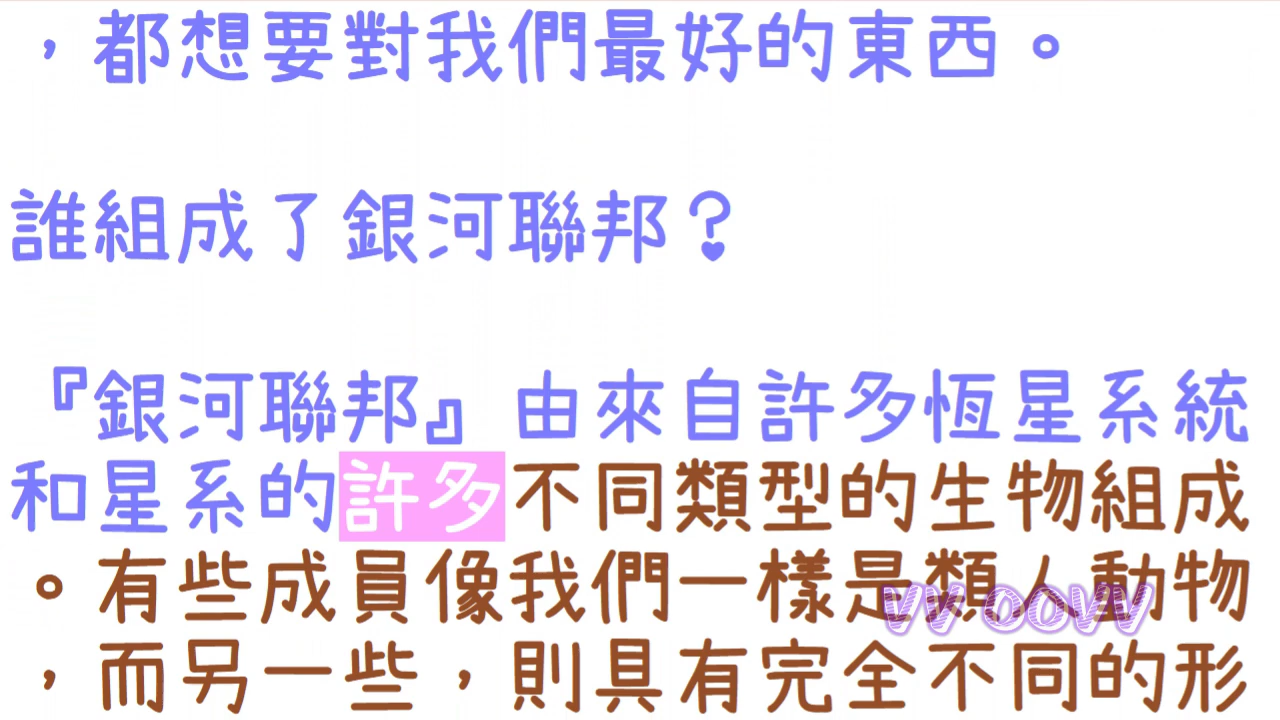 ，都想要對我們最好的東西。
誰組成了銀河聯邦？
『銀河聯邦』由來自許多恆星系統
和星系的許多不同類型的生物組成
。有些成員像我們一樣是類人動物
，而另一些，則具有完全不同的形
vv oovv